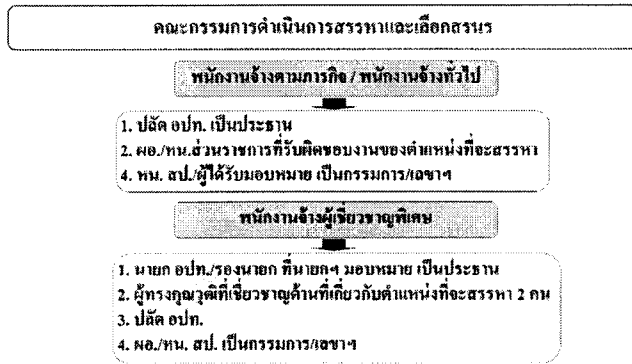 คณะกรรมการดำเนินการสรรหาและเลือกสรนร
พนักงานจ้างตามภารกิจ / พนักงานจ้างทั่วไป
1. ปลัด อปท. เป็นประธาน
2. ผอ./หน.ส่วนราชการที่รับผิดชอบงานของตำแหน่งที่จะสรรหา
4. หน. สป./ผู้ได้รับมอบหมาย เป็นกรรมการ/เลขาฯ
พนักงานจ้างผู้เชี่ยวชาญพิเศษ
1. นายก อปท./รองนายก ที่นายกฯ มอบหมาย เป็นประธาน
2. ผู้ทรงคุณวุฒิที่เชี่ยวชาญด้านที่เกี่ยวกับตำแหน่งที่จะสรรหา 2 คน
3. ปลัด อปท.
4. ผอ./หน. สป. เป็นกรรมการ/เลขาฯ